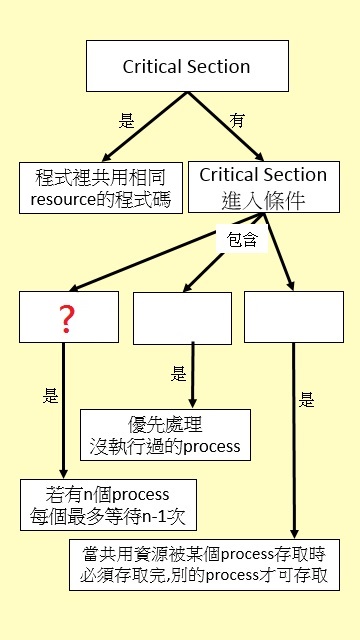 Critical Section
是
有
程式裡共用相同
resource的程式碼
Critical Section
進入條件
包含
?
是
是
是
優先處理
沒執行過的process
若有n個process
每個最多等待n-1次
當共用資源被某個process存取時
必須存取完,別的process才可存取